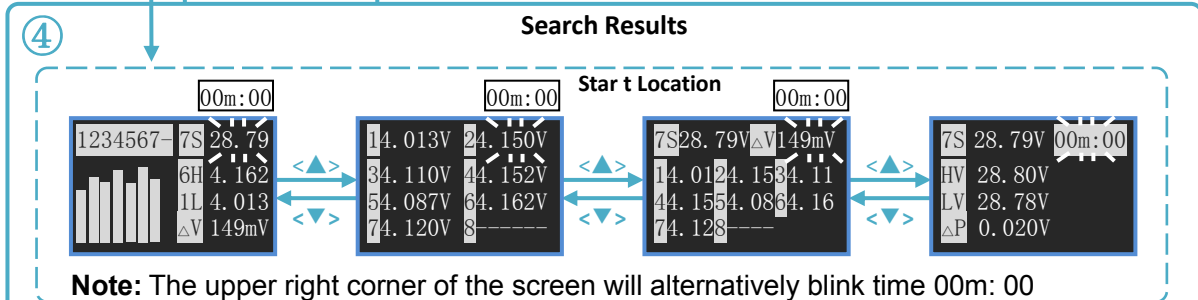 ④
Search Results
Star t Location
00m:00
00m:00
00m:00
1234567- 7S 28.79
6H 4.162
1L 4.013
△V 149mV
<▲>
<▼>
14.013V 24.150V
34.110V 44.152V
54.087V 64.162V
74.120V 8------
<▲>
<▼>
7S28.79V△V149mV
14.0124.1534.11
44.1554.0864.16
74.128----
<▲>
<▼>
7S 28.79V 00m:00
HV 28.80V
LV 28.78V
△P 0.020V
Note: The upper right corner of the screen will alternatively blink time 00m: 00